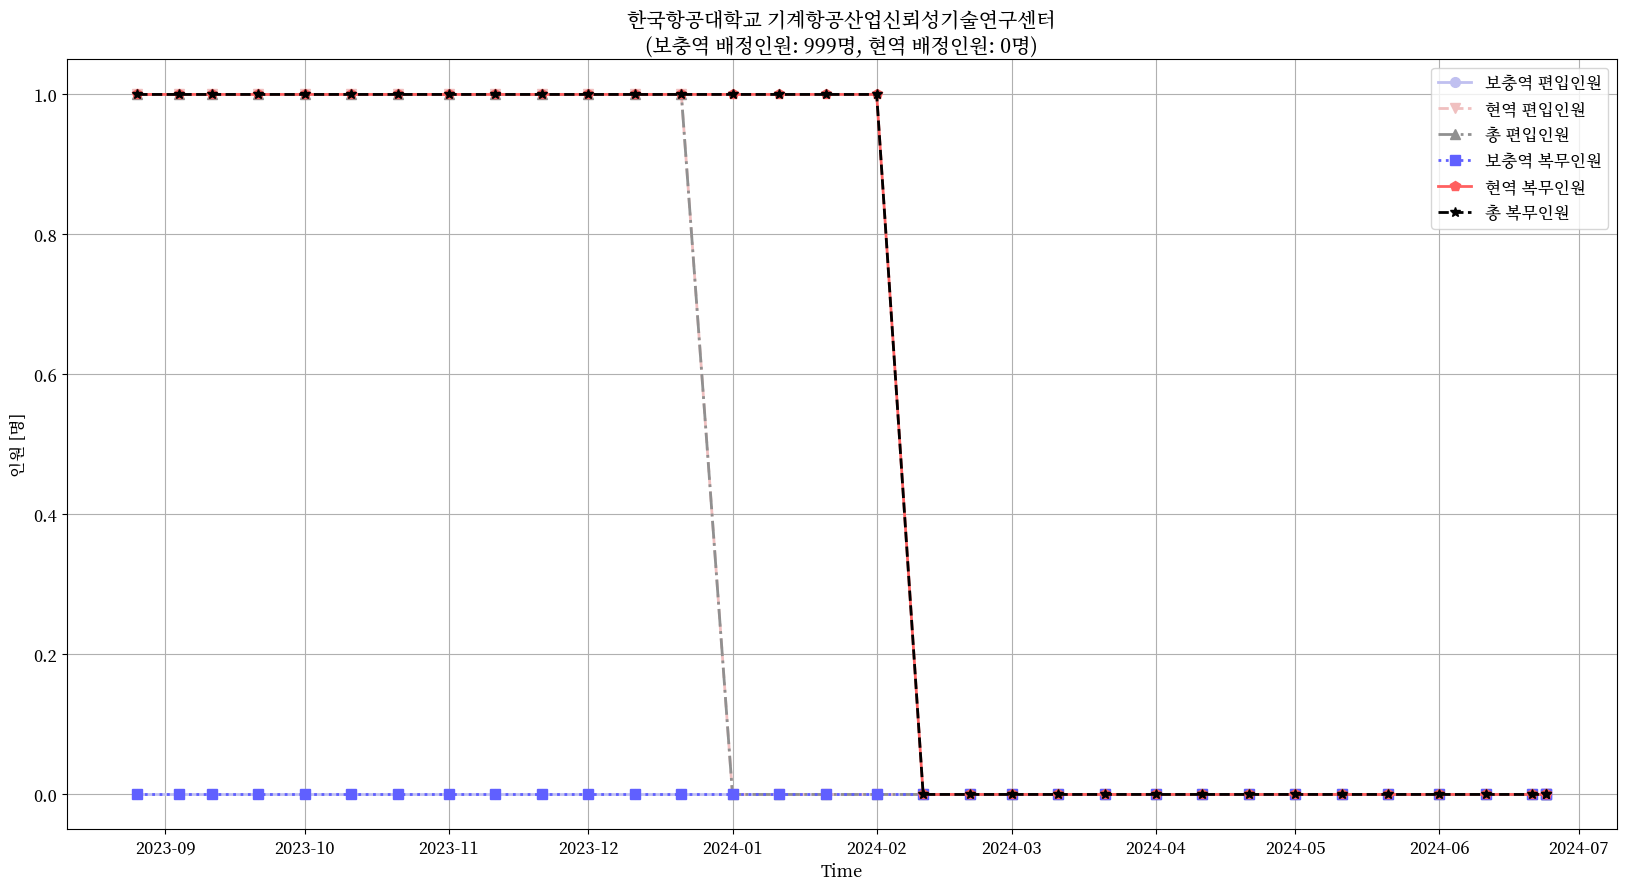 한국항공대학교 기계항공산업신뢰성기술연구센터
(보충역 배정인원: 999명, 현역 배정인원: 0명)
보충역 편입인원
현역 편입인원
총 편입인원
보충역 복무인원
현역 복무인원
총 복무인원
인원 [명]
1.0
0.8
0.6
0.4
0.2
0.0
2023-09
2023-10
2023-11
2023-12
2024-01
2024-02
2024-03
2024-04
2024-05
2024-06
2024-07
Time